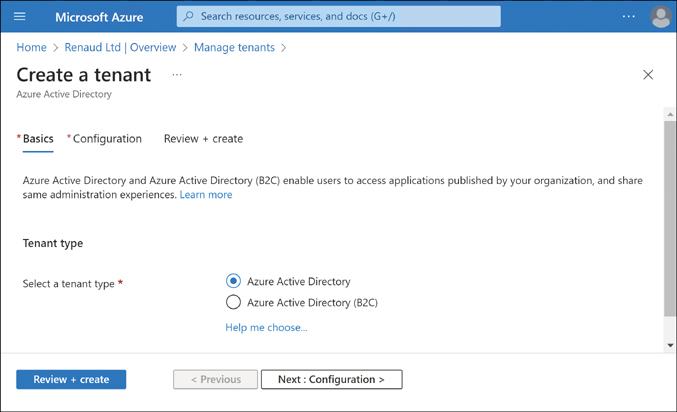 Microsoft Azure
Search resources, services, and docs (G+/)
...
Home > Renaud Ltd | Overview > Manage tenants >
Create a tenant ...
Azure Active Directory
* Basics * Configuration Review + create
Azure Active Directory and Azure Active Directory (B2C) enable users to access applications published by your organization, and share
same administration experiences. Learn more
Tenant type
Select a tenant type *
Azure Active Directory
Azure Active Directory (B2C)
Help me choose...
Review + create
< Previous
Next : Configuration >